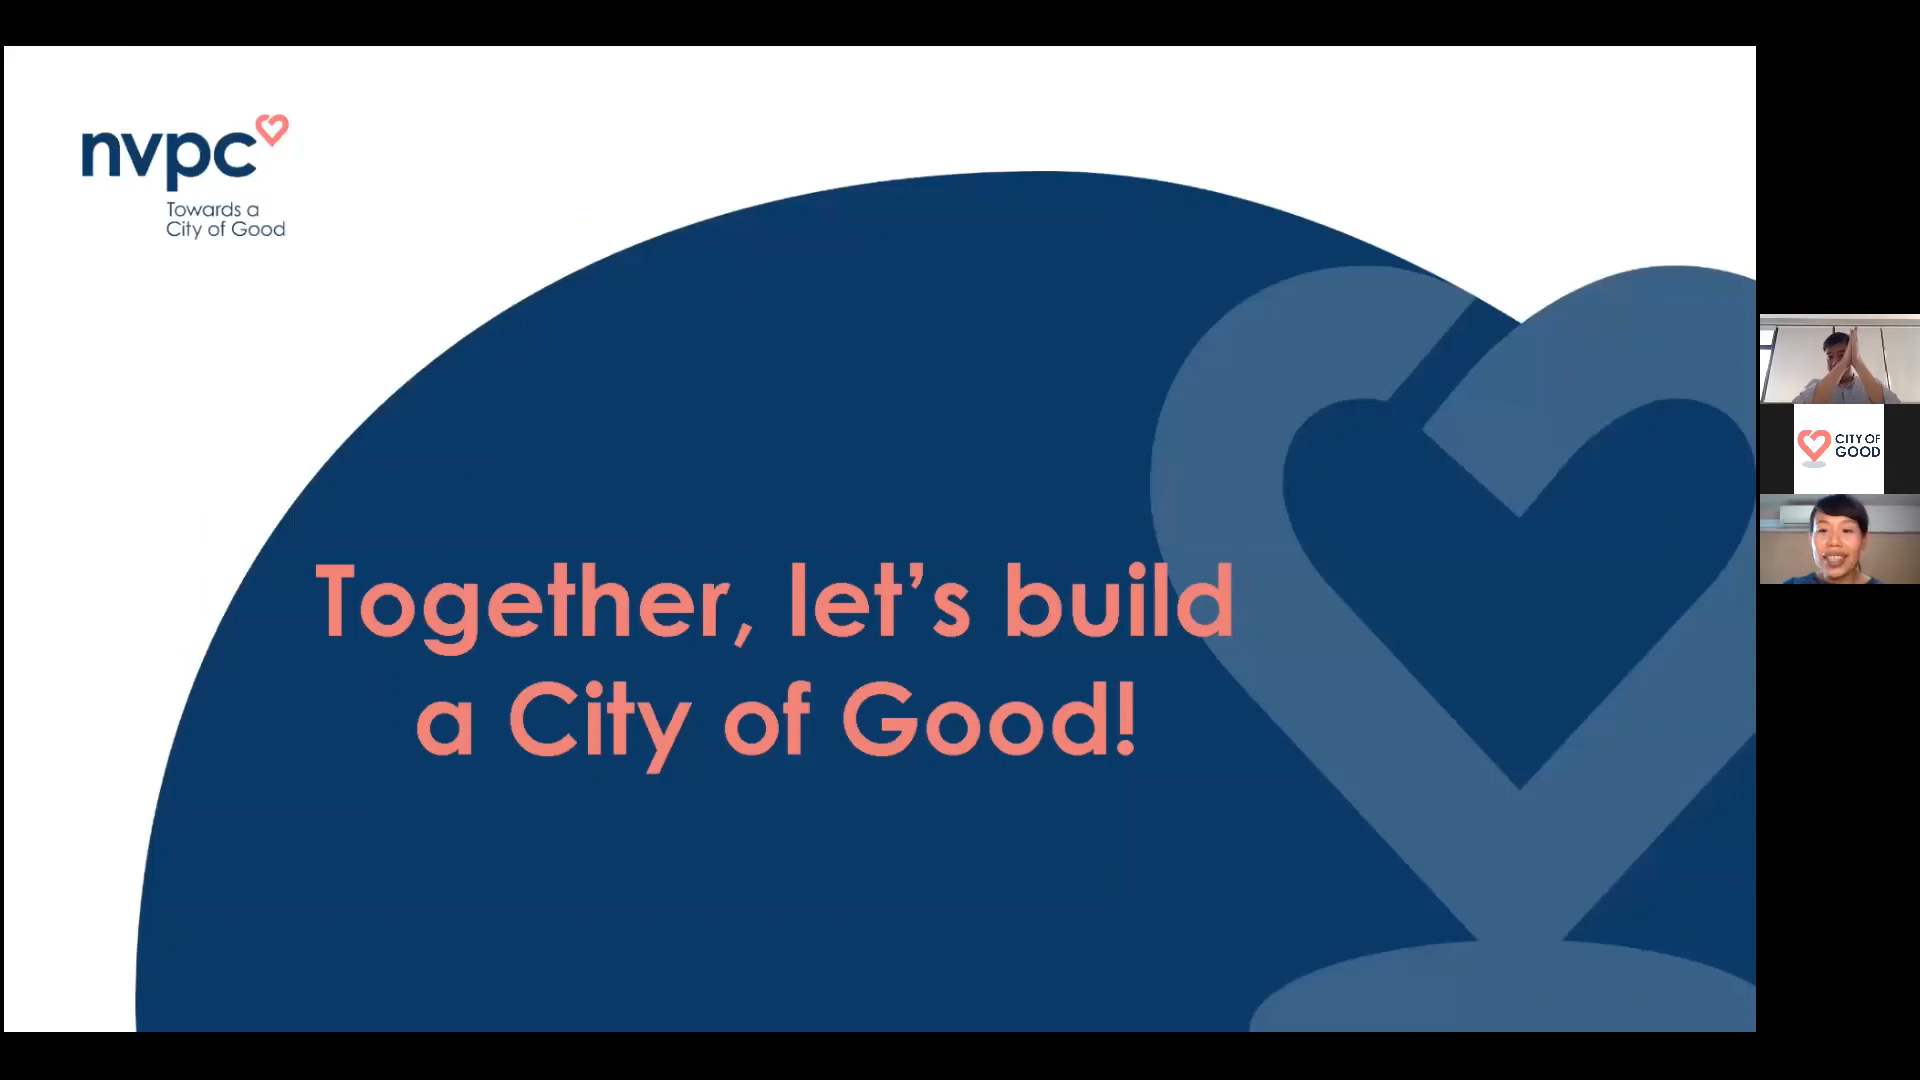 nvpc
Towards a
City of Good
Together, let’s build
a City of Good!
CITY OF
GOOD